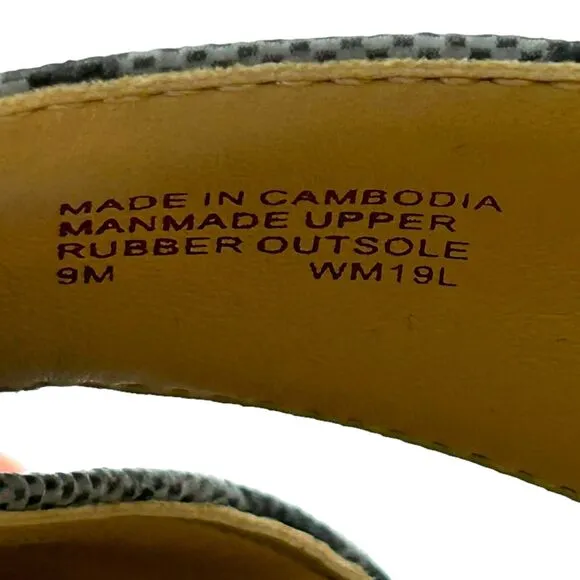 MADE IN CAMBODIA
MANMADE UPPER
RUBBER OUTSOLE
9M WM19L